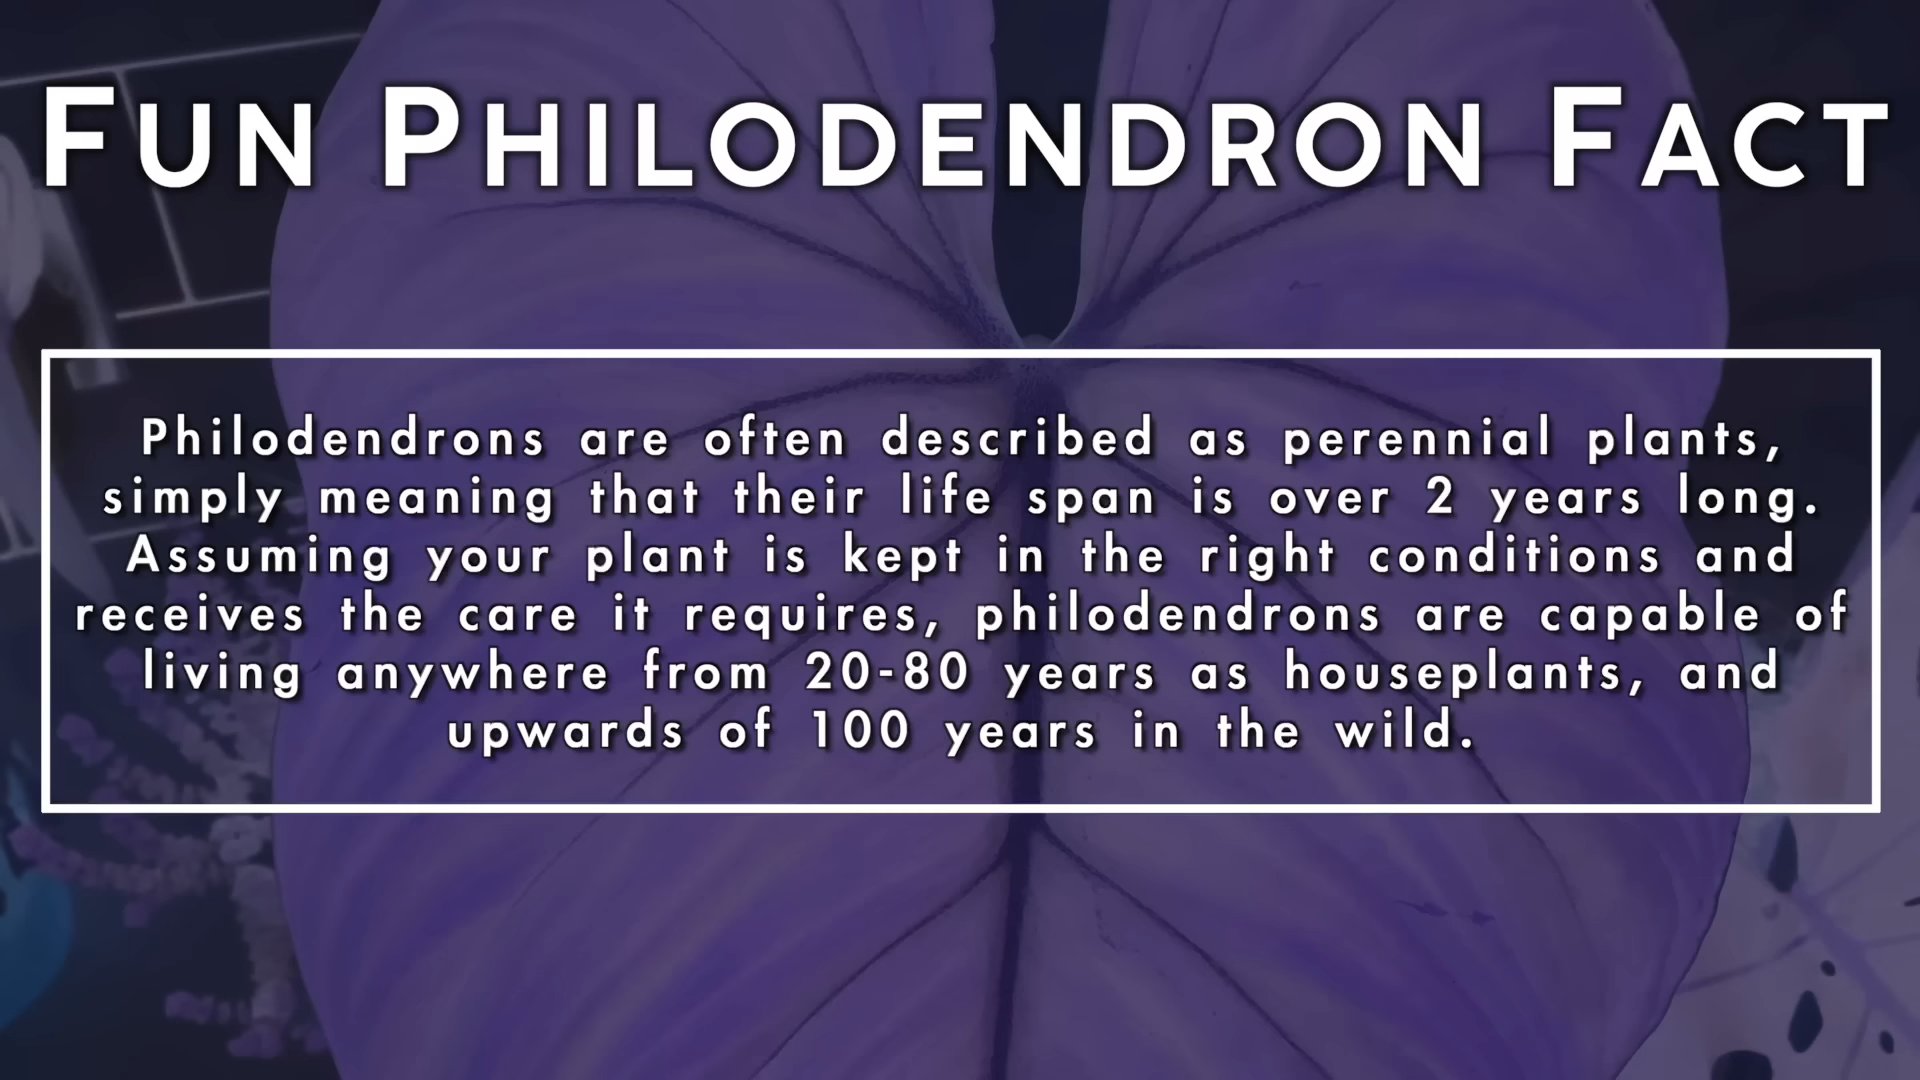 Fun Philodendron Fact
Philodendrons are often described as perennial plants,
simply meaning that their life span is over 2 years long.
Assuming your plant is kept in the right conditions and
receives the care it requires, philodendrons are capable of
living anywhere from 20-80 years as houseplants, and
upwards of 100 years in the wild.